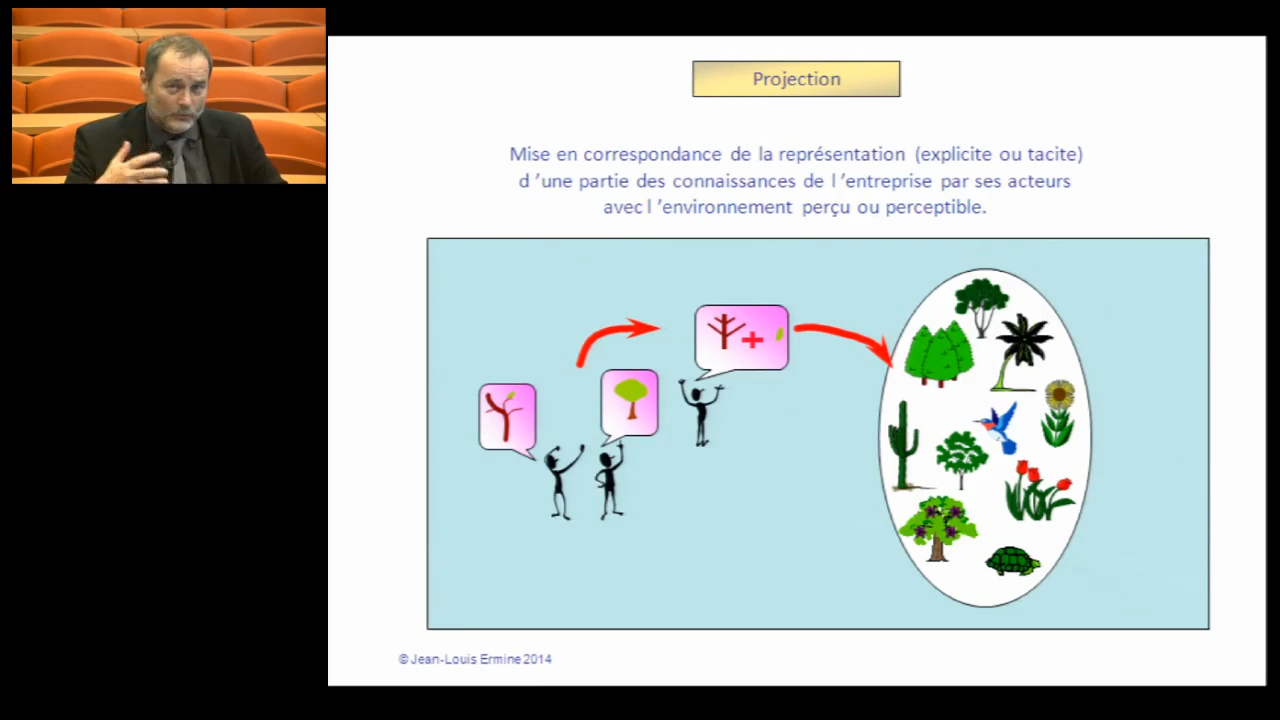 Projection
Mise en correspondance de la représentation (explicite ou tacite)
d 'une partie des connaissances de l 'entreprise par ses acteurs
avec l 'environnement perçu ou perceptible.
© Jean-Louis Ermine 2014